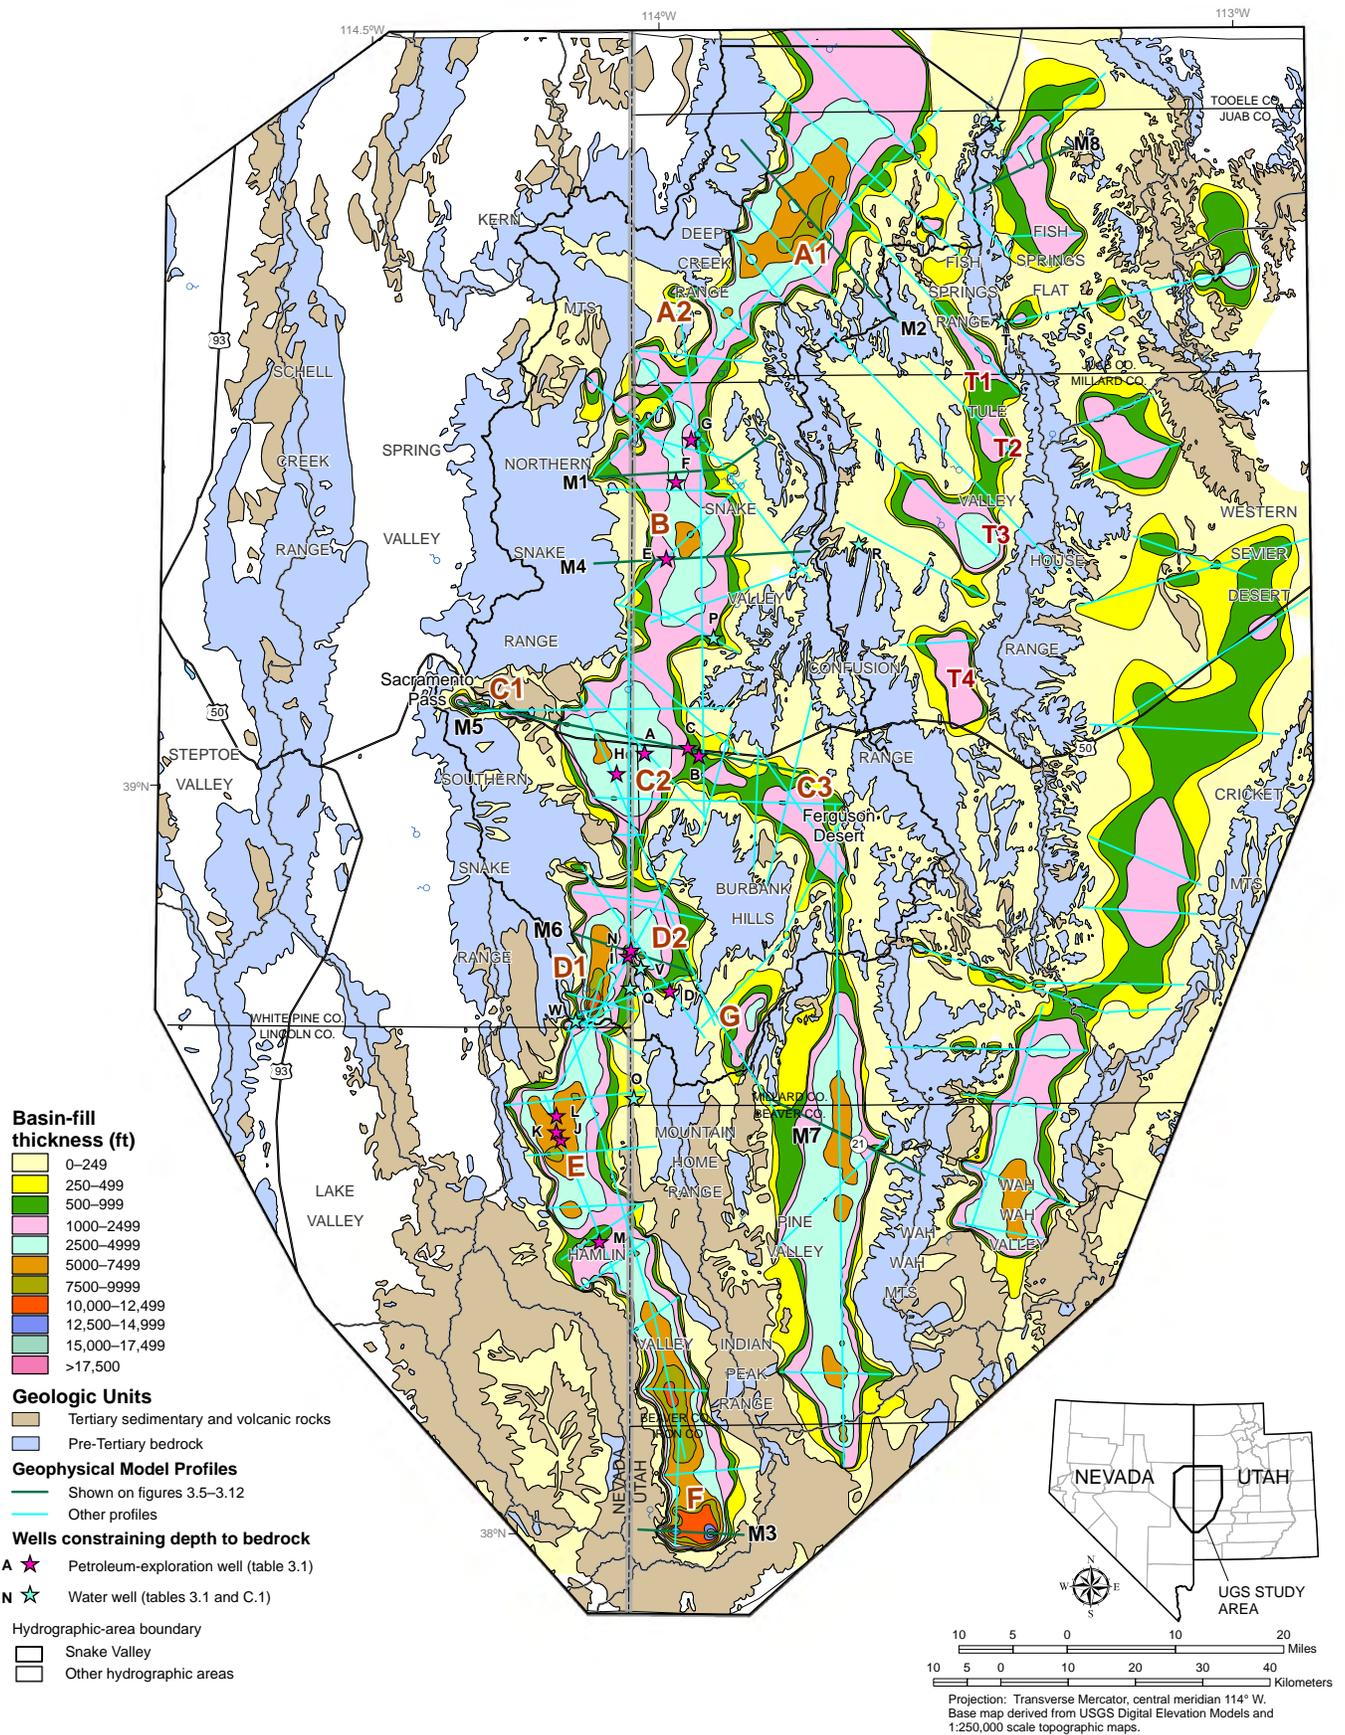 114°W
113°W
114.5°W
TOOELE CO.
JUAB CO.
M8
KERN
DEEP
CREEK
RANGE
A1
FISH
SPRINGS
FLAT
FISH
SPRINGS
RANGE
MTS
A2
M2
T
S
93
SCHELL
JUAB CO.
MILLARD CO.
T1
TULE
G
SPRING
T2
CREEK
NORTHERN
F
M1
VALLEY
SNAKE
B
T3
WESTERN
VALLEY
RANGE
SNAKE
E
R
SEVIER
HOUSE
M4
DESERT
VALLEY
P
RANGE
RANGE
CONFUSION
Sacramento
Pass
C1
T4
50
M5
A
C
H
50
STEPTOE
VALLEY
RANGE
B
39°N
SOUTHERN
C2
C3
CRICKET
Ferguson
Desert
SNAKE
BURBANK
HILLS
MTS
M6
N
D2
I
D1
V
RANGE
D
Q
W
G
WHITE PINE CO.
LINCOLN CO.
93
O
MILLARD CO.
BEAVER CO.
L
K
J
MOUNTAIN
HOME
RANGE
M7
21
E
WAH
WAH
VALLEY
LAKE
VALLEY
PINE
VALLEY
WAH
WAH
MTS
M
HAMLIN
VALLEY
INDIAN
PEAK
RANGE
BEAVER CO.
IRON CO.
NEVADA
UTAH
F
38°N
M3
Basin-fill
thickness (ft)
0–249
250–499
500–999
1000–2499
2500–4999
5000–7499
7500–9999
10,000–12,499
12,500–14,999
15,000–17,499
>17,500
Geologic Units
Tertiary sedimentary and volcanic rocks
Pre-Tertiary bedrock
Geophysical Model Profiles
Shown on figures 3.5–3.12
Other profiles
Wells constraining depth to bedrock
A Petroleum-exploration well (table 3.1)
N Water well (tables 3.1 and C.1)
Hydrographic-area boundary
Snake Valley
Other hydrographic areas
NEVADA
UTAH
UGS STUDY
AREA
N
W E
S
10 5 0 10 20
Miles
10 5 0 10 20 30 40
Kilometers
Projection: Transverse Mercator, central meridian 114° W.
Base map derived from USGS Digital Elevation Models and
1:250,000 scale topographic maps.